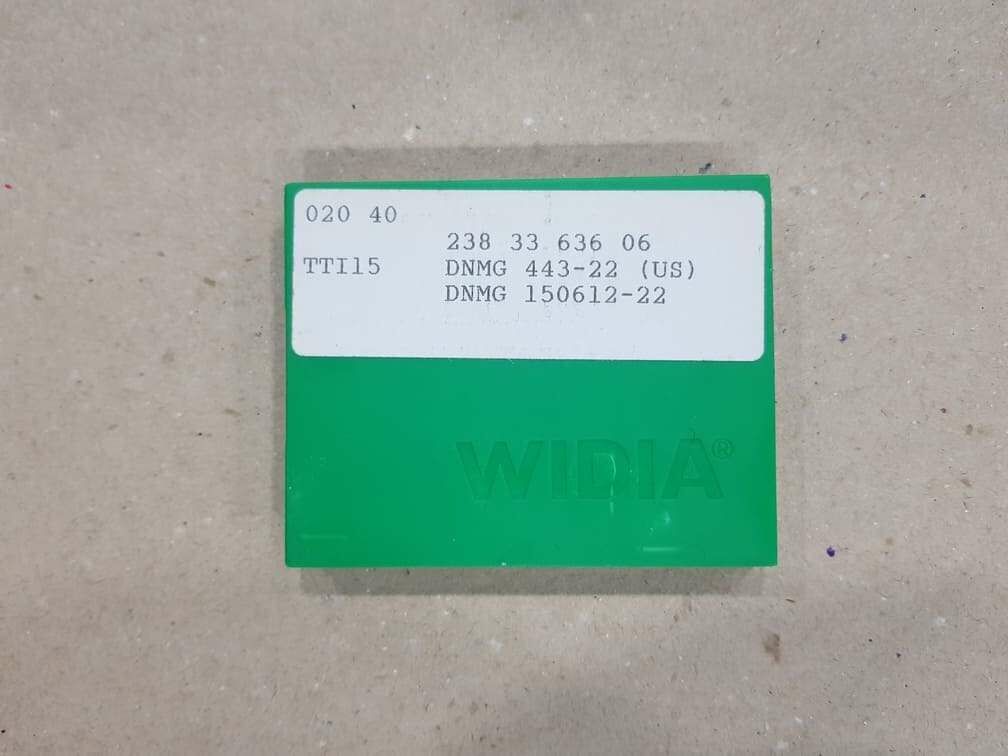 020 40
238 33 636 06
TTI15 DNMG 443-22 (US)
DNMG 150612-22
WIDIA®